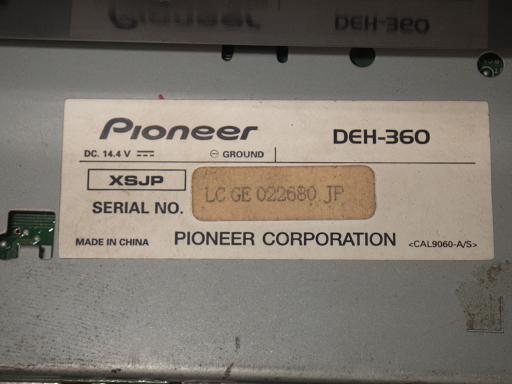 DEH-360
Pioneer DEH-360
DC. 14.4 V ⊖ GROUND
XSJP
SERIAL NO. LC GE 022680 JP
MADE IN CHINA PIONEER CORPORATION <CAL9060-A/S>